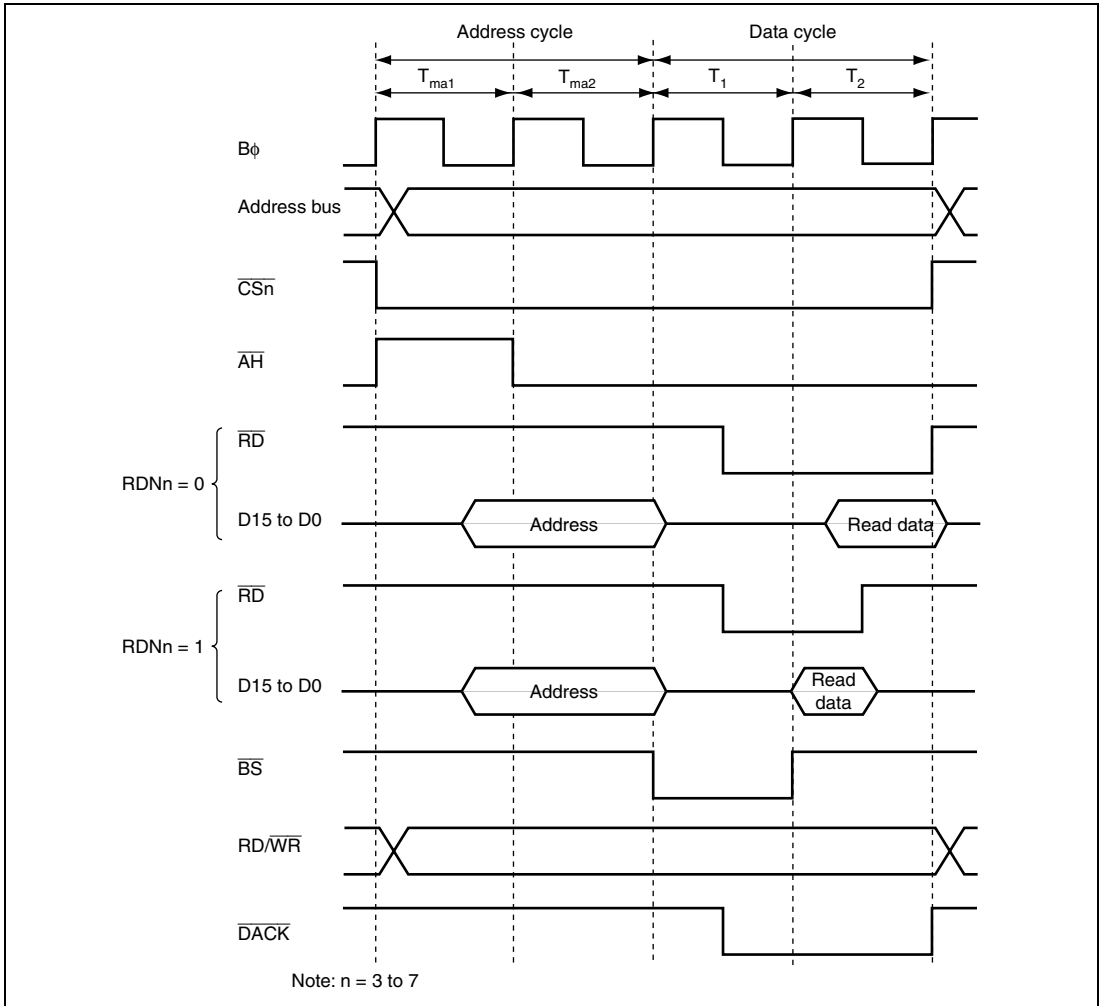 Address cycle Data cycle
Tma1 Tma2 T1 T2
Bϕ
Address bus
CSn
AH
RD
RDNn = 0
D15 to D0 Address Read data
RD
RDNn = 1
D15 to D0 Address Read data
BS
RD/WR
DACK
Note: n = 3 to 7